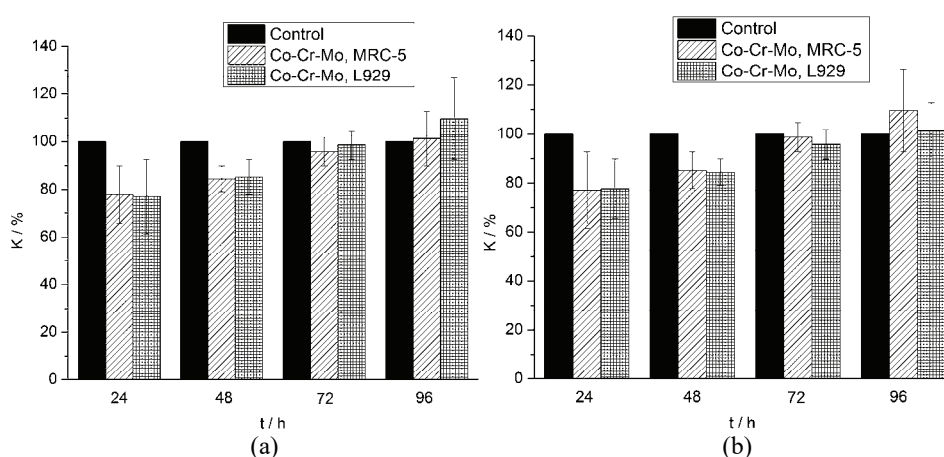 140
120
100
80
60
40
20
0
K / %
Control
Co-Cr-Mo, MRC-5
Co-Cr-Mo, L929
24 48 72 96
t / h
(a)
140
120
100
80
60
40
20
0
K / %
Control
Co-Cr-Mo, MRC-5
Co-Cr-Mo, L929
24 48 72 96
t / h
(b)